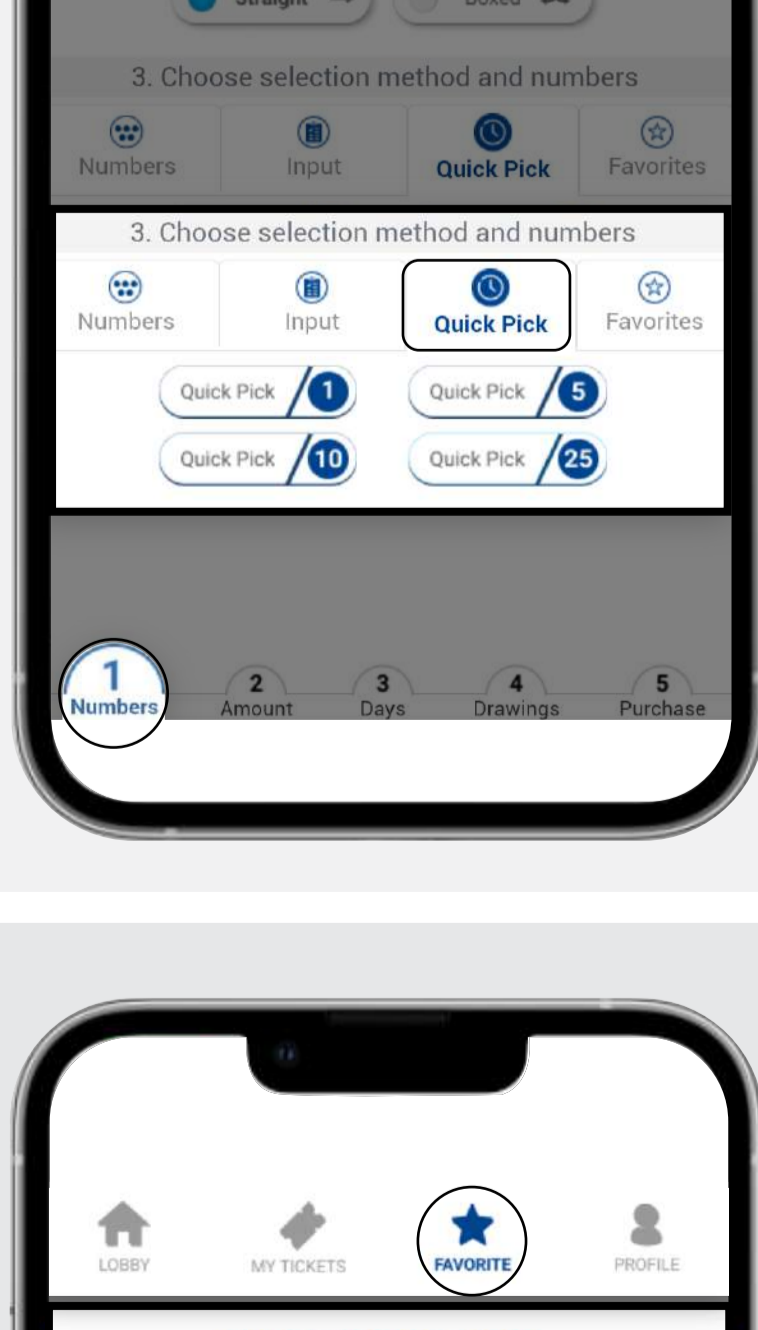 Straight Boxed
3. Choose selection method and numbers
Numbers Input Quick Pick Favorites
3. Choose selection method and numbers
Numbers Input Quick Pick Favorites
Quick Pick 1 Quick Pick 5
Quick Pick 10 Quick Pick 25
1 2 3 4 5
Numbers Amount Days Drawings Purchase
LOBBY MY TICKETS FAVORITE PROFILE